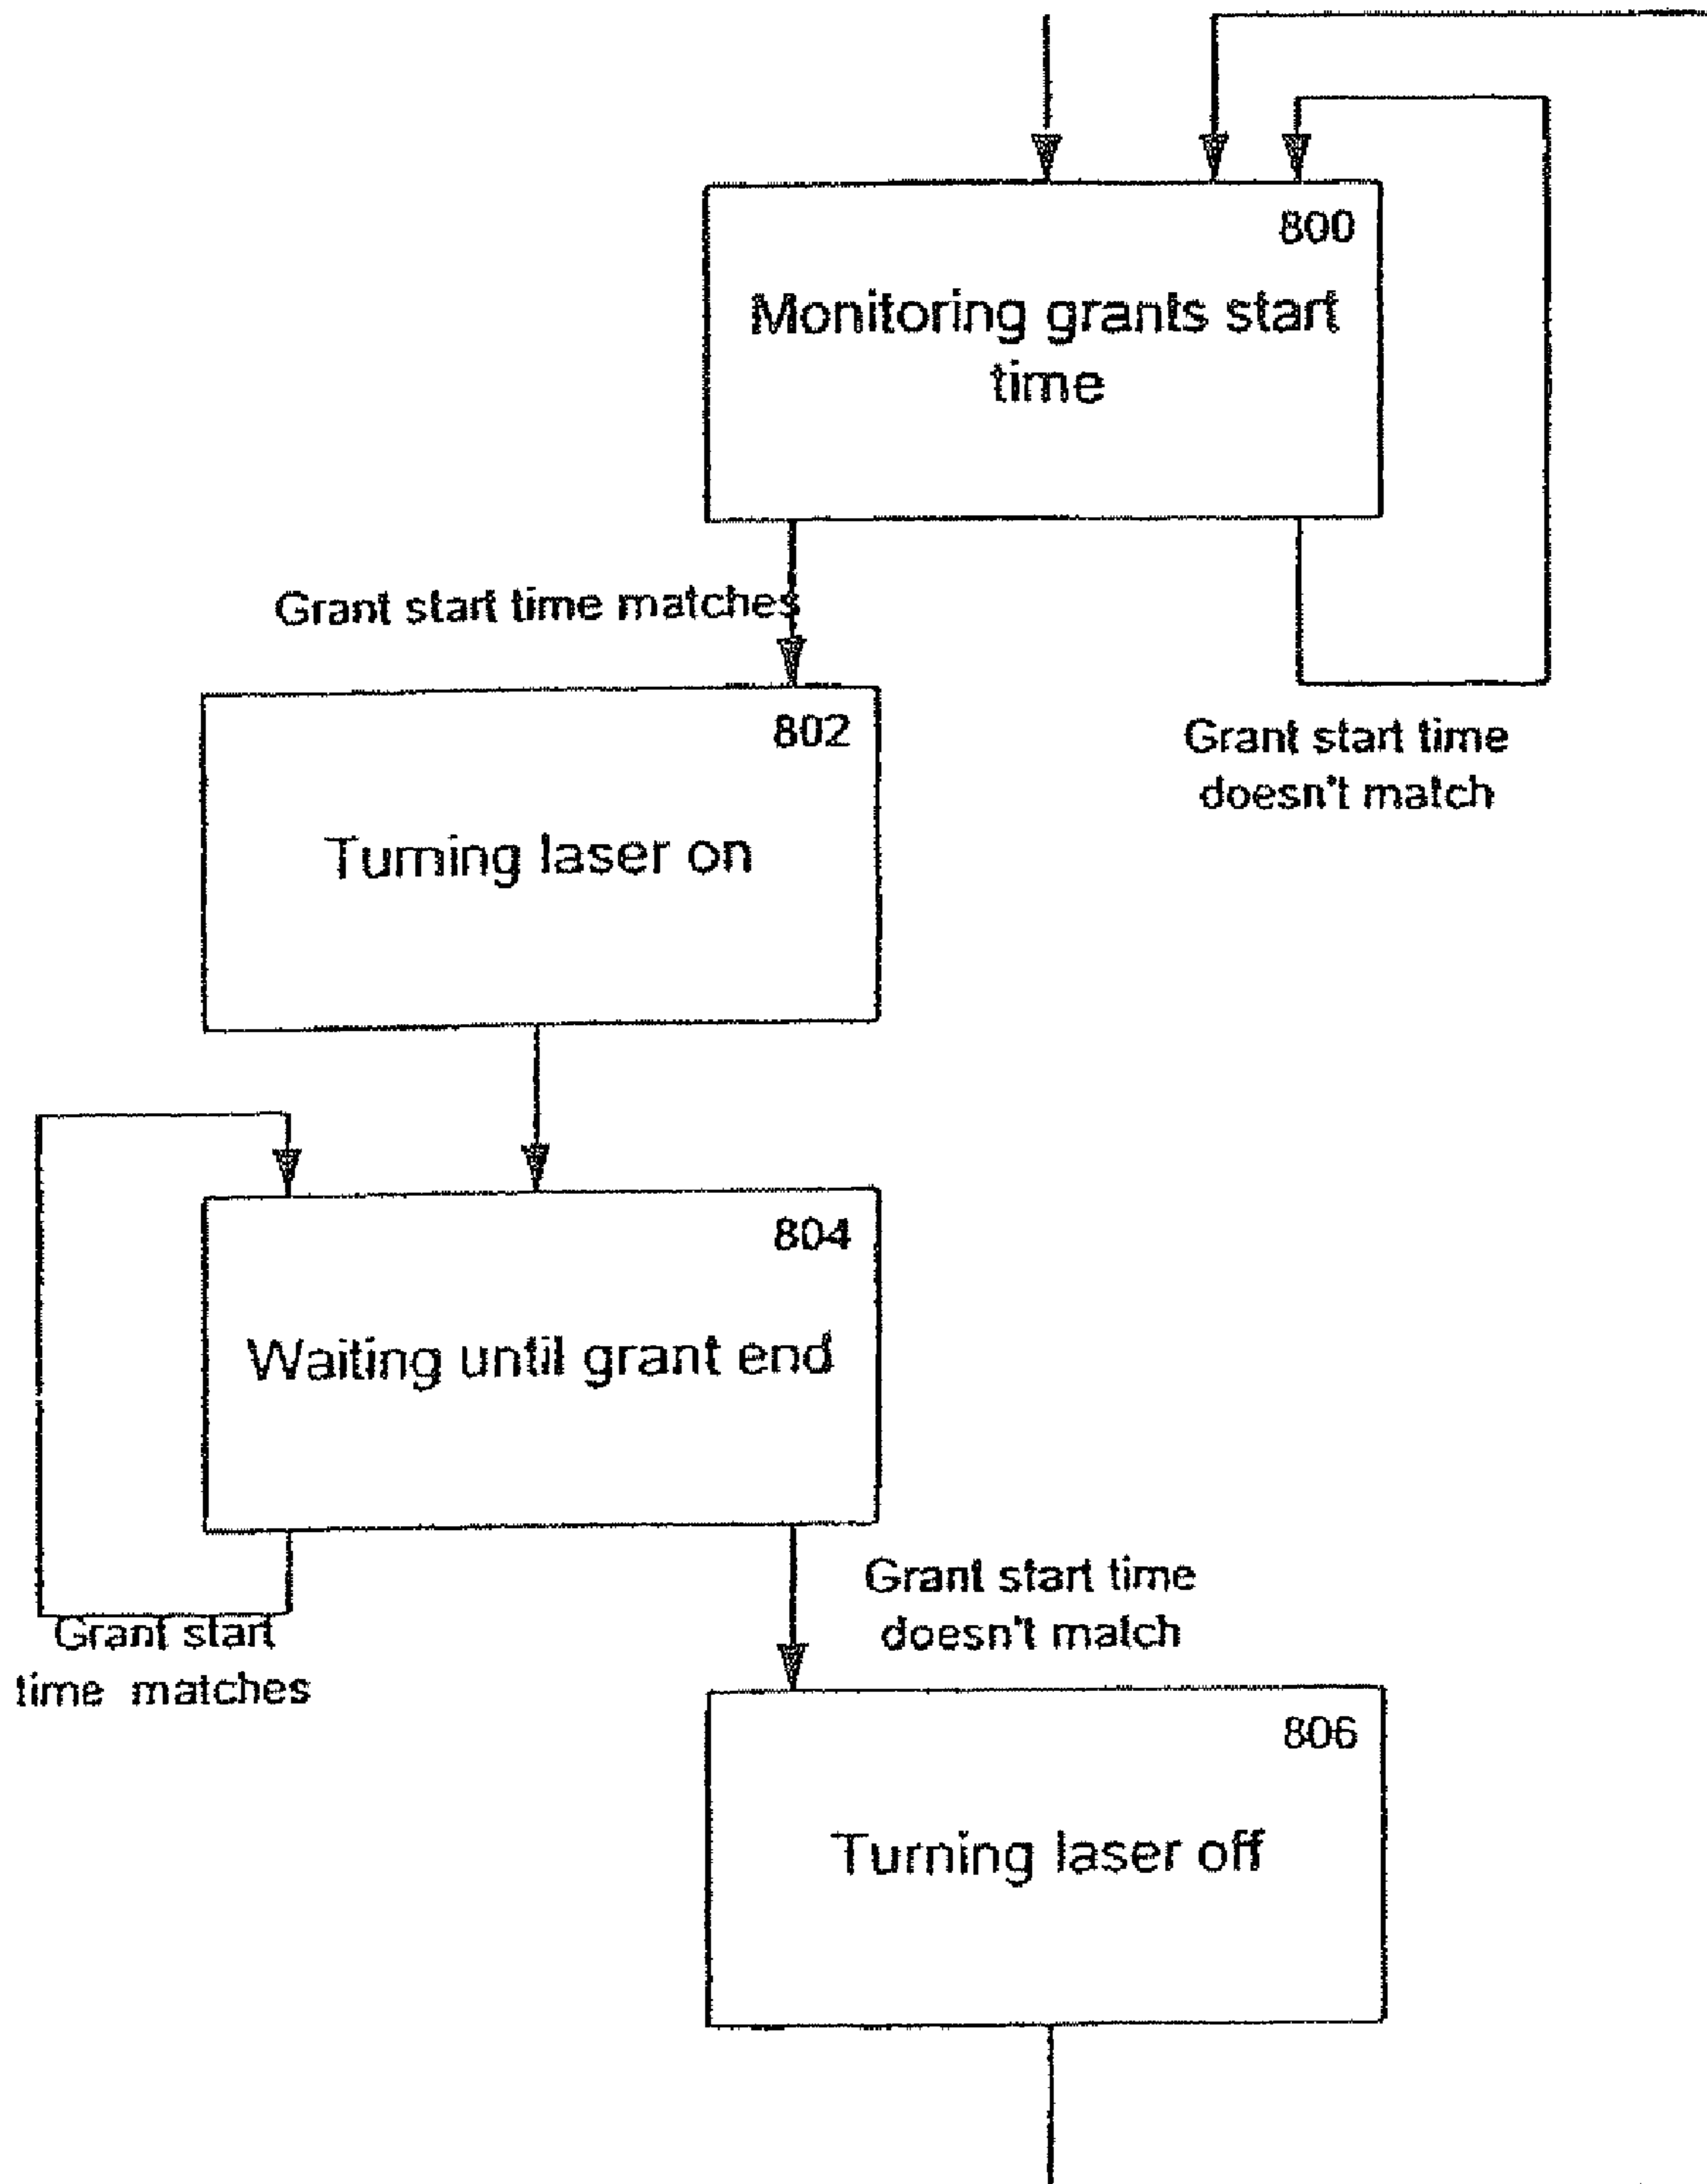 800
Monitoring grants start
time
Grant start time matches
802
Turning laser on
Grant start time
doesn't match
804
Waiting until grant end
Grant start
time matches
Grant start time
doesn't match
806
Turning laser off